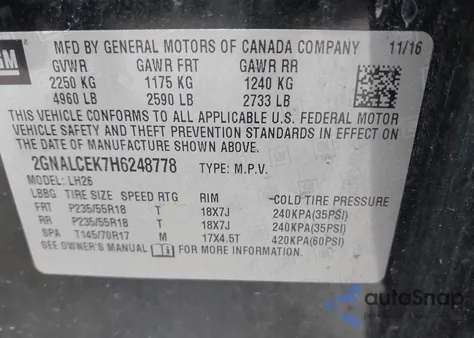 GM
MFD BY GENERAL MOTORS OF CANADA COMPANY 11/16
GVWR GAWR FRT GAWR RR
2250 KG 1175 KG 1240 KG
4960 LB 2590 LB 2733 LB
THIS VEHICLE CONFORMS TO ALL APPLICABLE U.S. FEDERAL MOTOR
VEHICLE SAFETY AND THEFT PREVENTION STANDARDS IN EFFECT ON
THE DATE OF MANUFACTURE SHOWN ABOVE.
2GNALCEK7H6248778 TYPE: M.P.V.
MODEL: LH26
LBBG TIRE SIZE SPEED RTG RIM COLD TIRE PRESSURE
FRT P235/55R18 T 18X7J 240KPA(35PSI)
RR P235/55R18 T 18X7J 240KPA(35PSI)
SPA T145/70R17 M 17X4.5T 420KPA(60PSI)
SEE OWNER'S MANUAL FOR MORE INFORMATION.
autoSnap